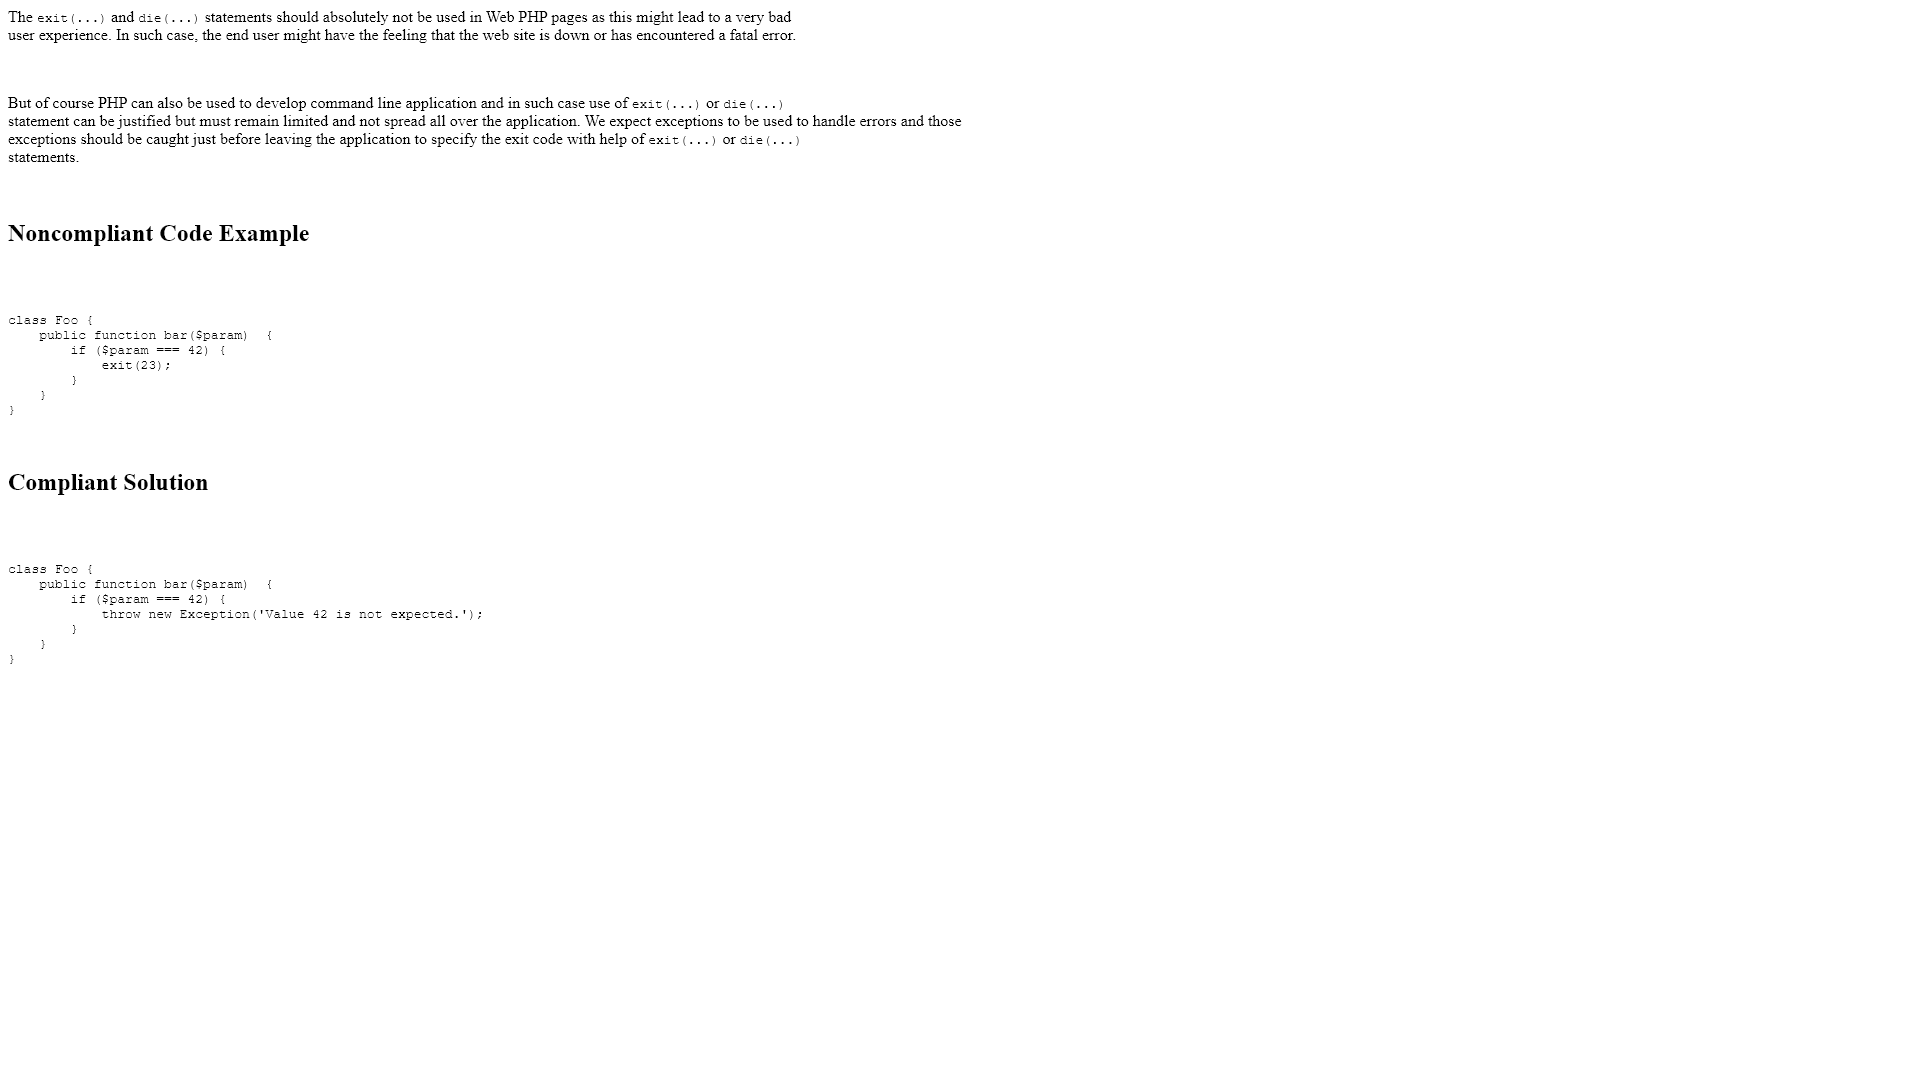 The exit(...) and die(...) statements should absolutely not be used in Web PHP pages as this might lead to a very bad
user experience. In such case, the end user might have the feeling that the web site is down or has encountered a fatal error.
But of course PHP can also be used to develop command line application and in such case use of exit(...) or die(...)
statement can be justified but must remain limited and not spread all over the application. We expect exceptions to be used to handle errors and those
exceptions should be caught just before leaving the application to specify the exit code with help of exit(...) or die(...)
statements.
Noncompliant Code Example
class Foo {
    public function bar($param)  {
        if ($param === 42) {
            exit(23);
        }
    }
}
Compliant Solution
class Foo {
    public function bar($param)  {
        if ($param === 42) {
            throw new Exception('Value 42 is not expected.');
        }
    }
}